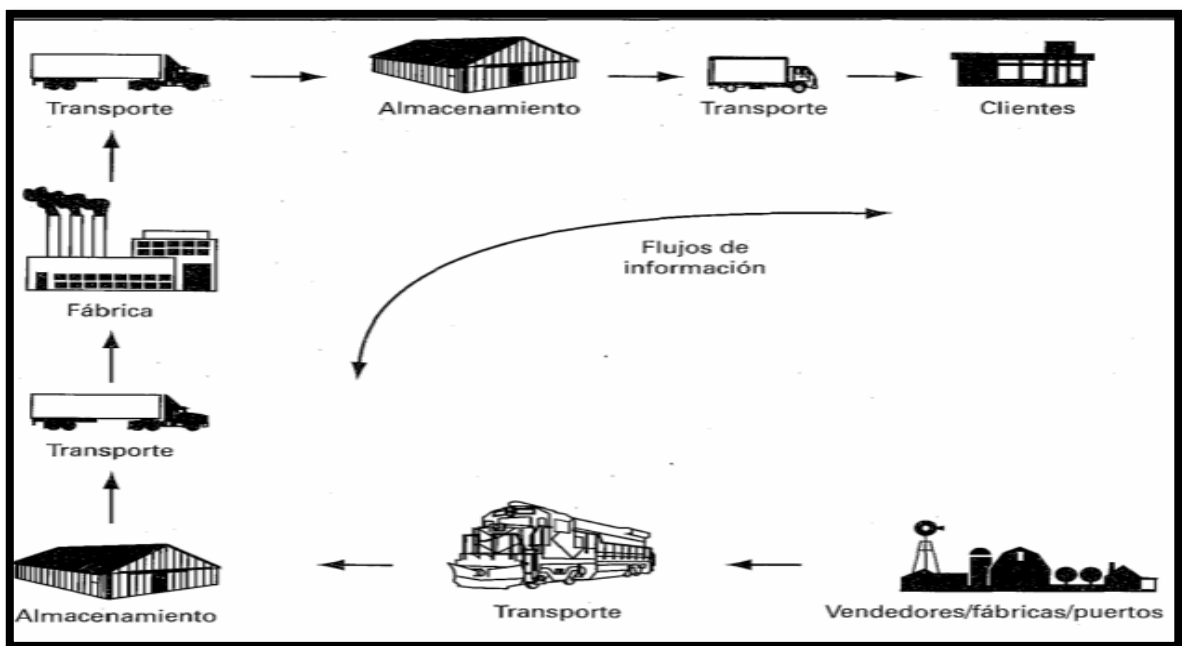 Transporte
Almacenamiento
Transporte
Clientes
Flujos de
información
Fábrica
Transporte
Almacenamiento
Transporte
Vendedores/fábricas/puertos